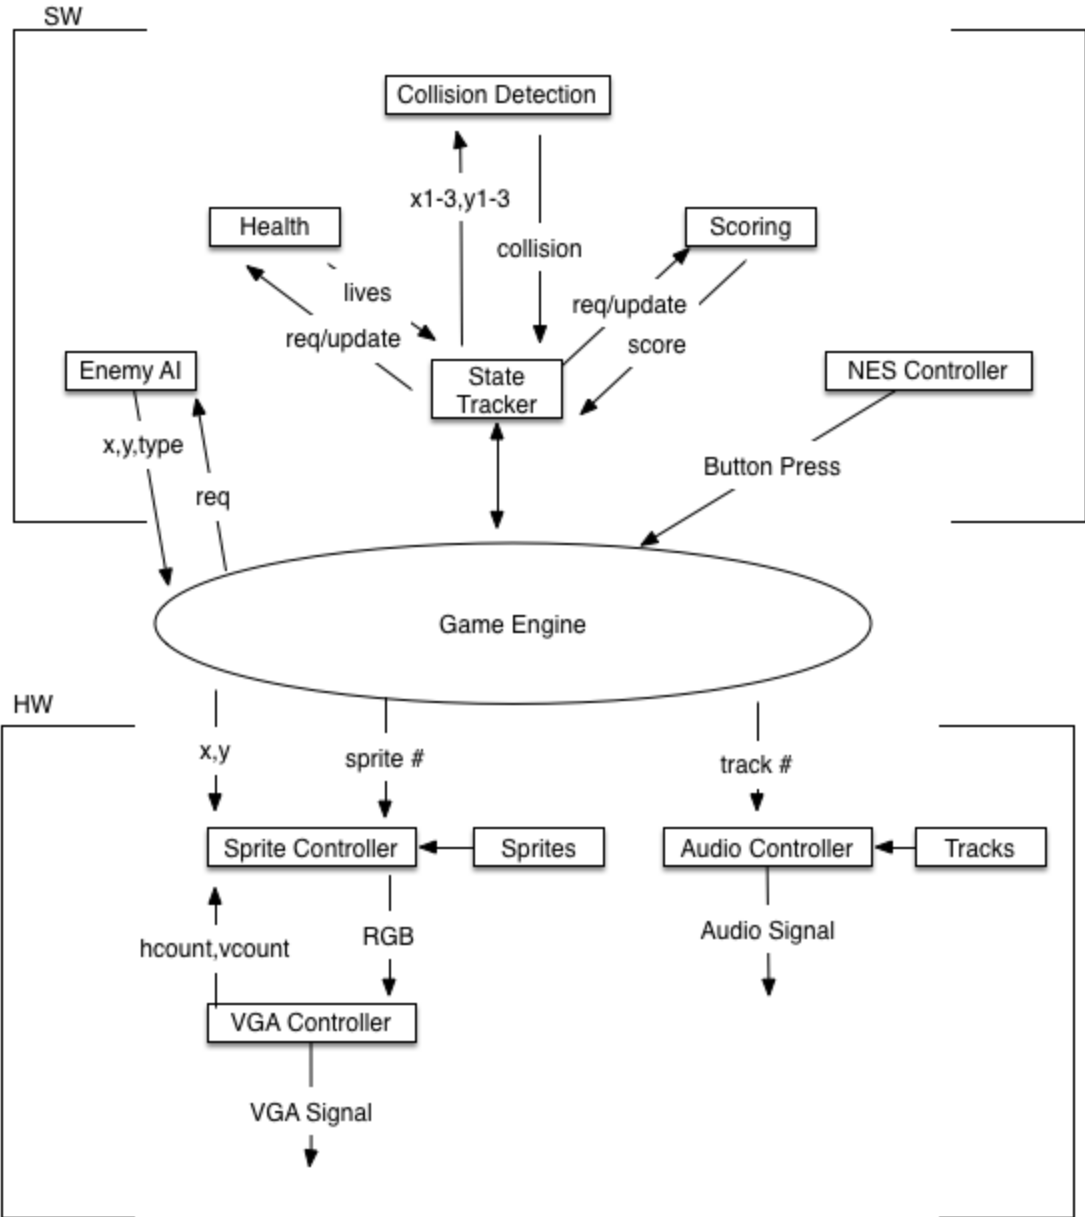 SW
Collision Detection
x1-3,y1-3
Health
Scoring
collision
lives
req/update
req/update
score
Enemy AI
State
Tracker
NES Controller
x,y,type
Button Press
req
Game Engine
HW
x,y
sprite #
track #
Sprite Controller
Sprites
Audio Controller
Tracks
hcount,vcount
RGB
Audio Signal
VGA Controller
VGA Signal